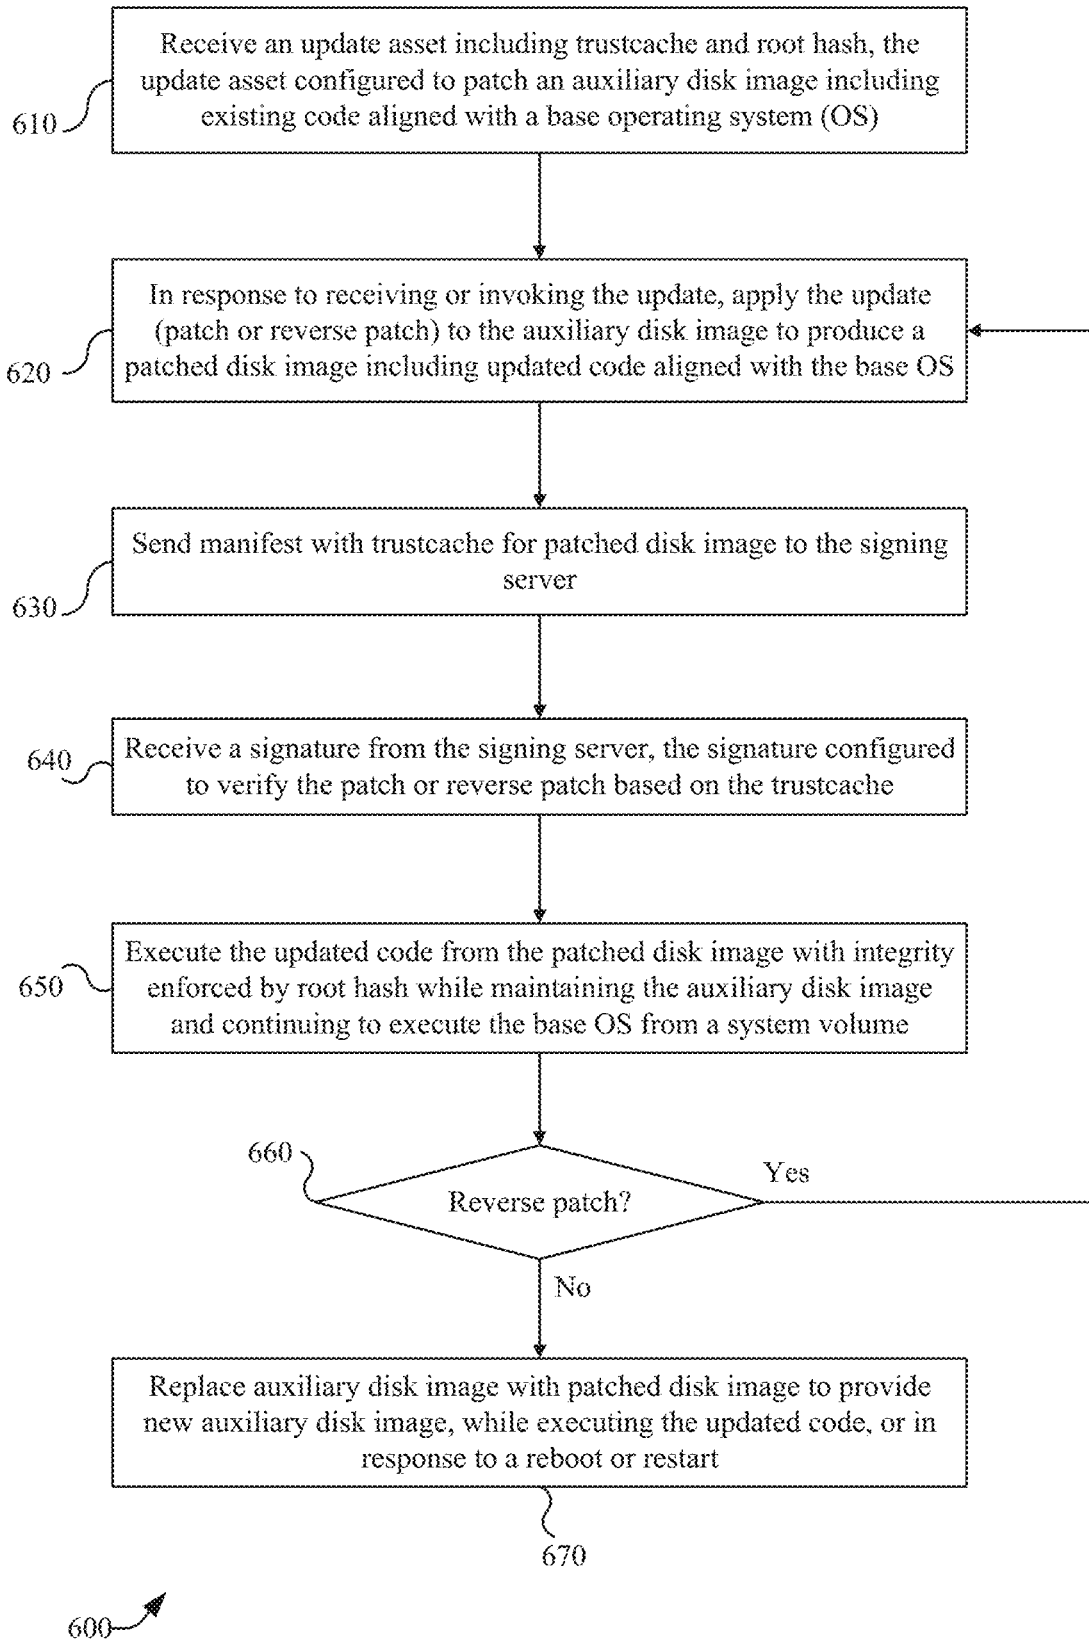 Receive an update asset including trustcache and root hash, the
update asset configured to patch an auxiliary disk image including
existing code aligned with a base operating system (OS)
610
In response to receiving or invoking the update, apply the update
(patch or reverse patch) to the auxiliary disk image to produce a
patched disk image including updated code aligned with the base OS
620
Send manifest with trustcache for patched disk image to the signing
server
630
Receive a signature from the signing server, the signature configured
to verify the patch or reverse patch based on the trustcache
640
Execute the updated code from the patched disk image with integrity
enforced by root hash while maintaining the auxiliary disk image
and continuing to execute the base OS from a system volume
650
660
Reverse patch?
Yes
No
Replace auxiliary disk image with patched disk image to provide
new auxiliary disk image, while executing the updated code, or in
response to a reboot or restart
670
600